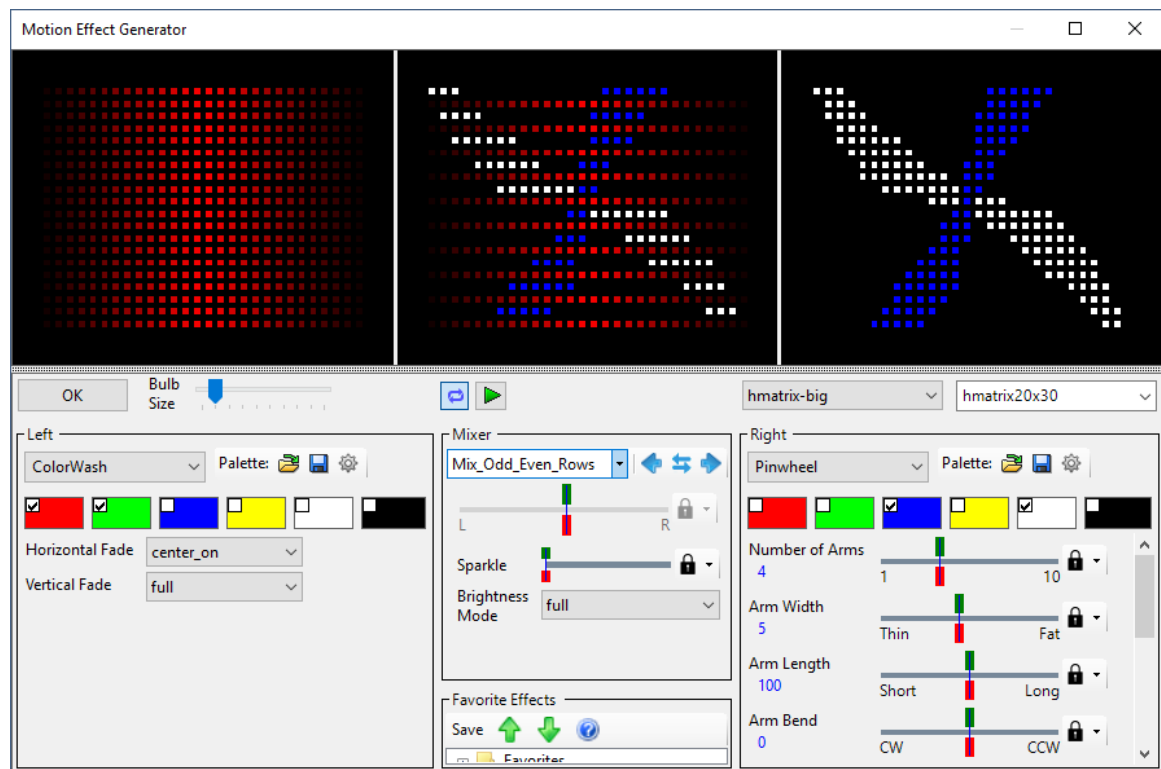 Motion Effect Generator
OK
Bulb
Size
hmatrix-big
hmatrix20x30
Left
ColorWash
Palette:
Horizontal Fade
center_on
Vertical Fade
full
Mixer
Mix_Odd_Even_Rows
L
R
Sparkle
Brightness
Mode
full
Favorite Effects
Save
Favorites
Right
Pinwheel
Palette:
Number of Arms
4
1
10
Arm Width
5
Thin
Fat
Arm Length
100
Short
Long
Arm Bend
0
CW
CCW